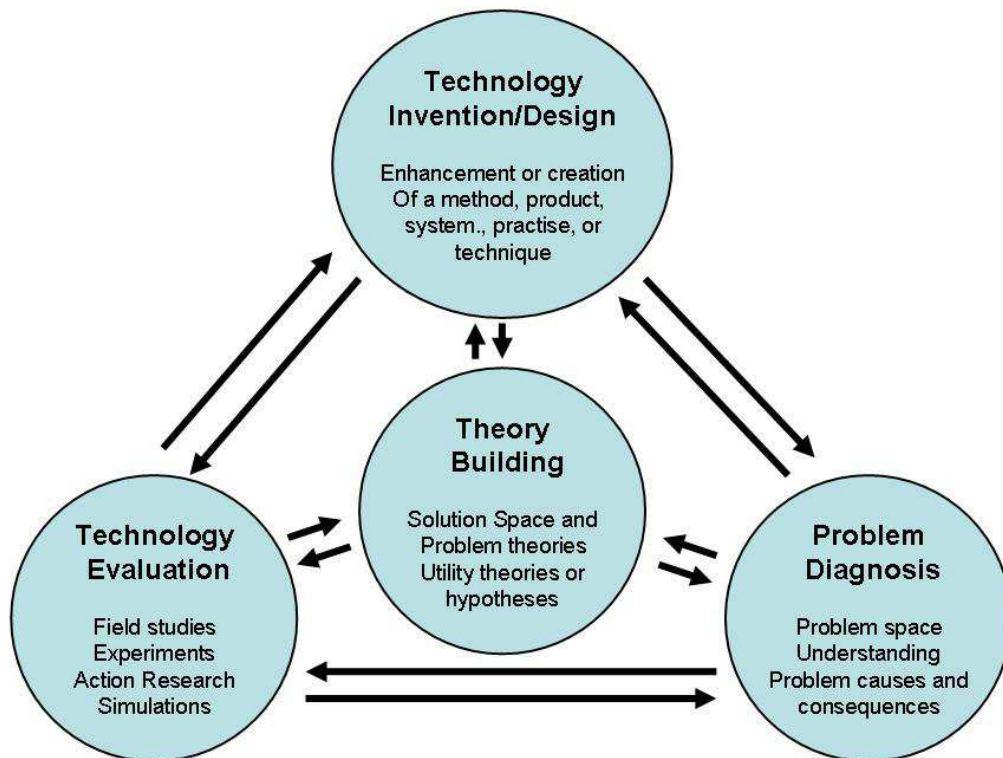 Technology
Invention/Design
Enhancement or creation
Of a method, product,
system., practise, or
technique
Theory
Building
Solution Space and
Problem theories
Utility theories or
hypotheses
Technology
Evaluation
Field studies
Experiments
Action Research
Simulations
Problem
Diagnosis
Problem space
Understanding
Problem causes and
consequences